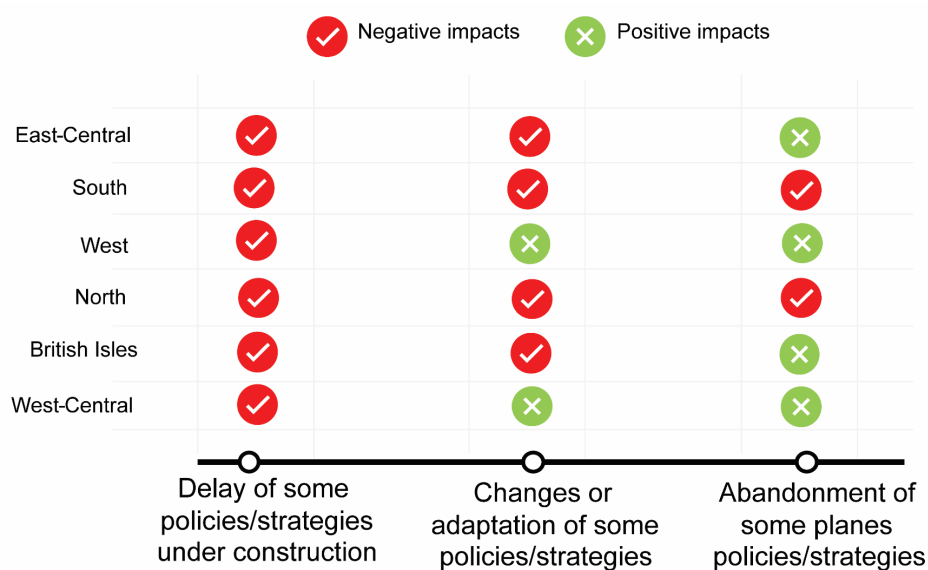 Negative impacts
Positive impacts
East-Central
South
West
North
British Isles
West-Central
Delay of some
policies/strategies
under construction
Changes or
adaptation of some
policies/strategies
Abandonment of
some planes
policies/strategies